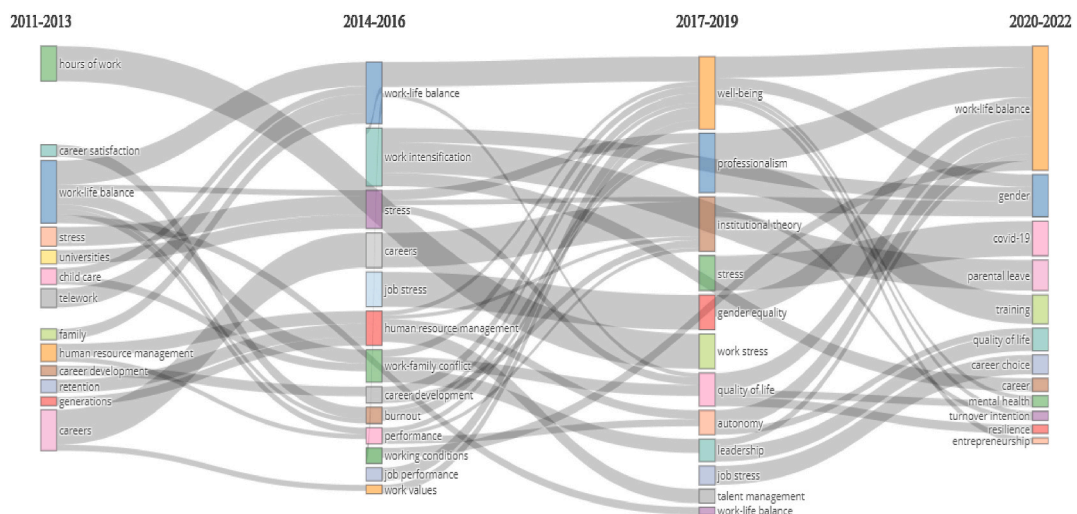 2011-2013
2014-2016
2017-2019
2020-2022
hours of work
career satisfaction
work-life balance
stress
universities
child care
telework
family
human resource management
career development
retention
generations
careers
work-life balance
work intensification
stress
careers
job stress
human resource management
work-family conflict
career development
burnout
performance
working conditions
job performance
work values
well-being
professionalism
institutional theory
stress
gender equality
work stress
quality of life
autonomy
leadership
job stress
talent management
work-life balance
work-life balance
gender
covid-19
parental leave
training
quality of life
career choice
career
mental health
turnover intention
resilience
entrepreneurship